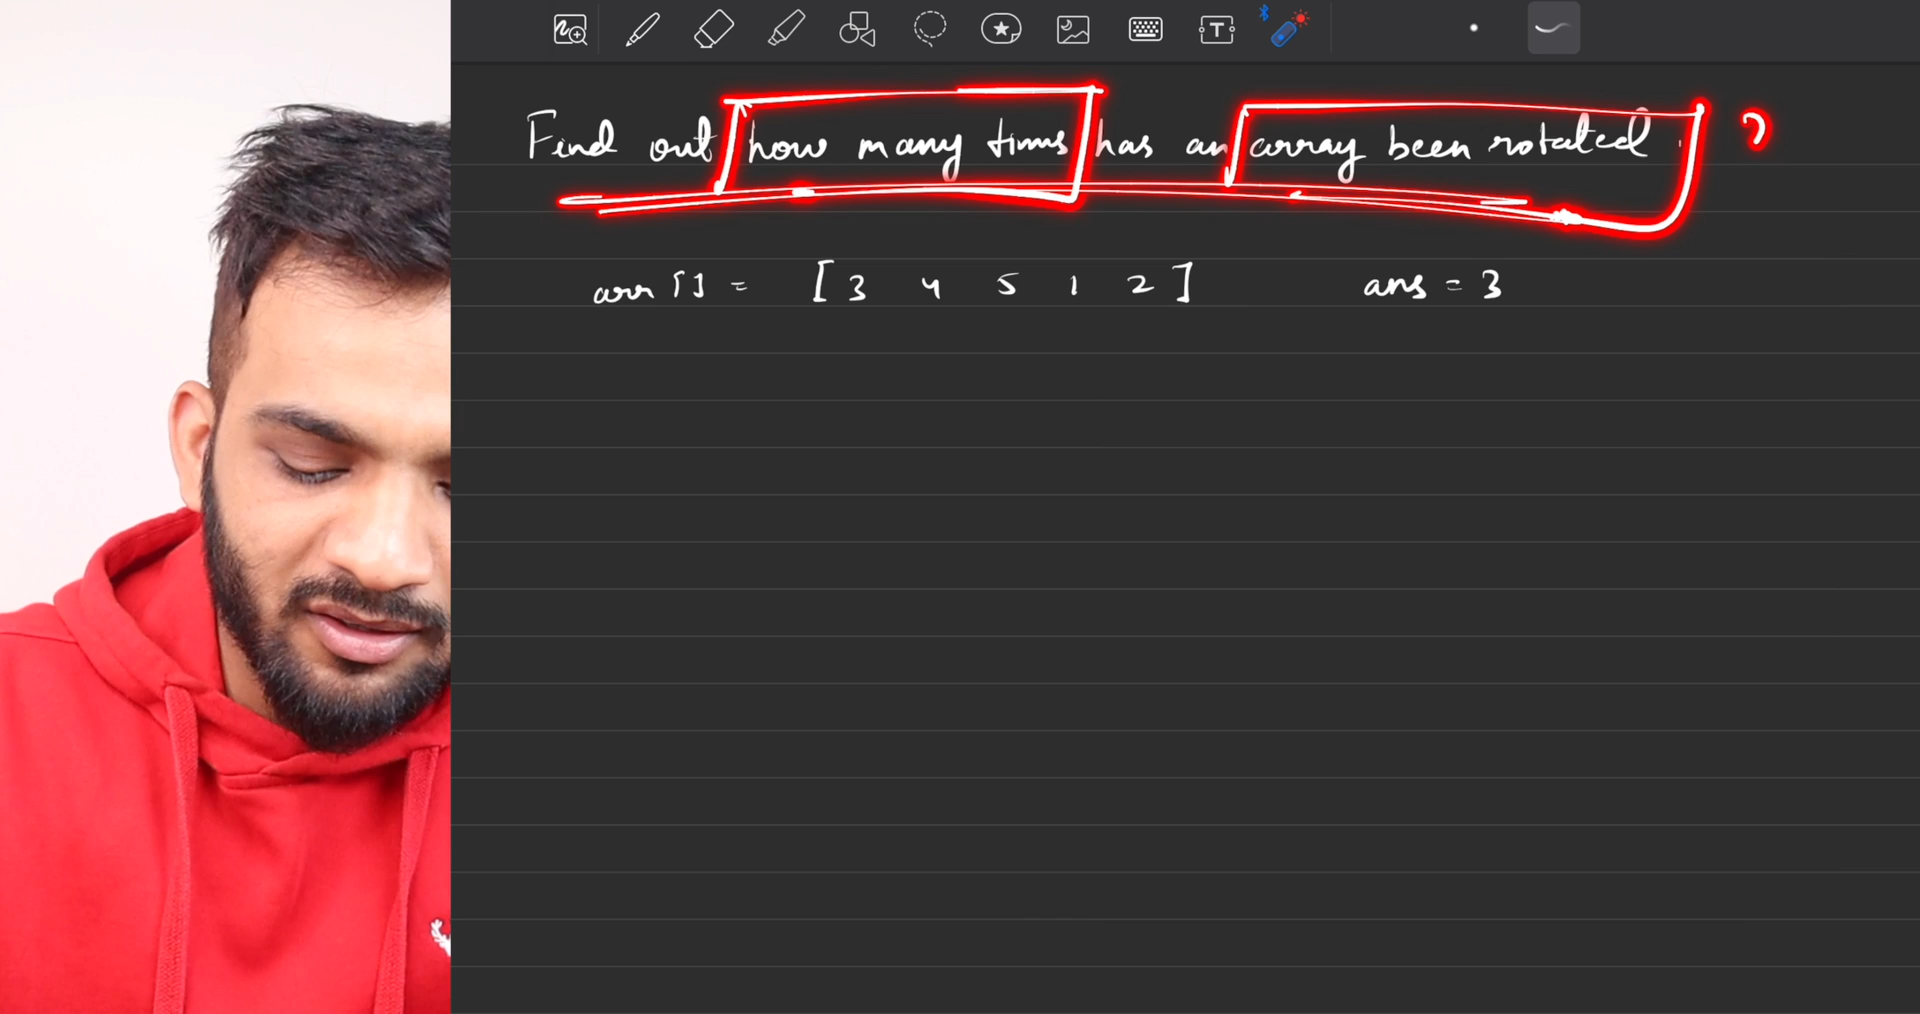 Find out how many times has an array been rotated.
arr[] = [3 4 5 1 2] ans = 3